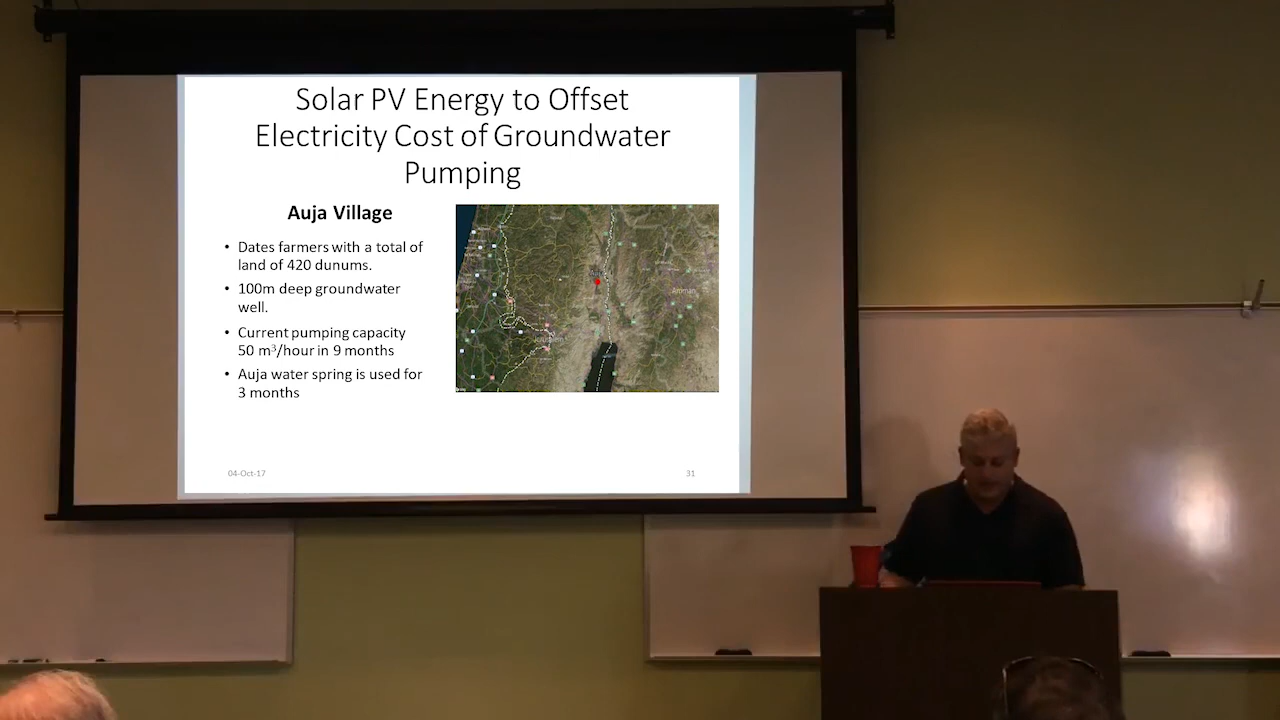 Solar PV Energy to Offset
Electricity Cost of Groundwater
Pumping
Auja Village
• Dates farmers with a total of
land of 420 dunums.
• 100m deep groundwater
well.
• Current pumping capacity
50 m³/hour in 9 months
• Auja water spring is used for
3 months
Amman
Jerusalem
04-Oct-17
31